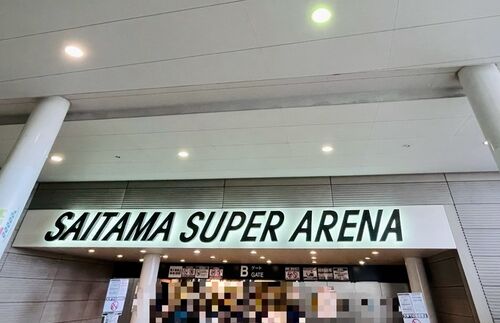 SAITAMA SUPER ARENA
B ゲート
GATE